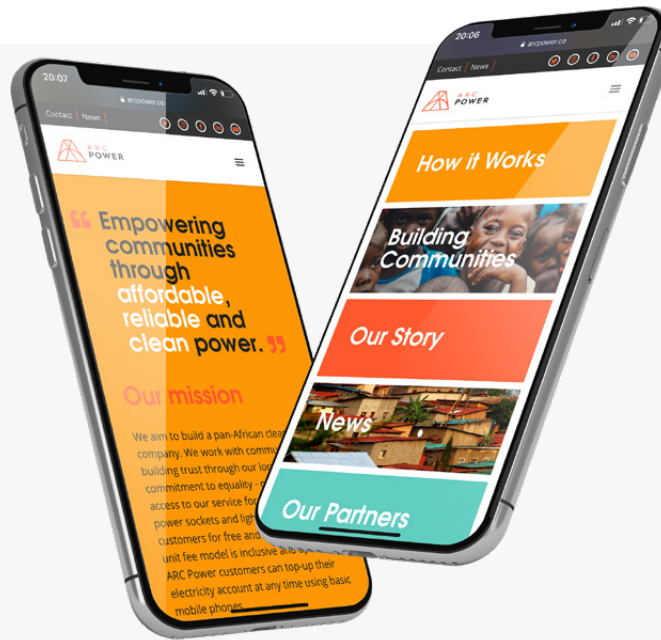 20:07
arcpower.co
Contact | News |
ARC
POWER
“ Empowering
communities
through
affordable,
reliable and
clean power. ”
Our mission
We aim to build a pan-African clea
company. We work with commu
building trust through our loc
commitment to equality -
access to our service for
power sockets and ligh
customers for free and
unit fee model is inclusive and
ARC Power customers can top-up their
electricity account at any time using basic
mobile phones
20:06
arcpower.co
Contact | News |
ARC
POWER
How it Works
Building
Communities
Our Story
News
Our Partners